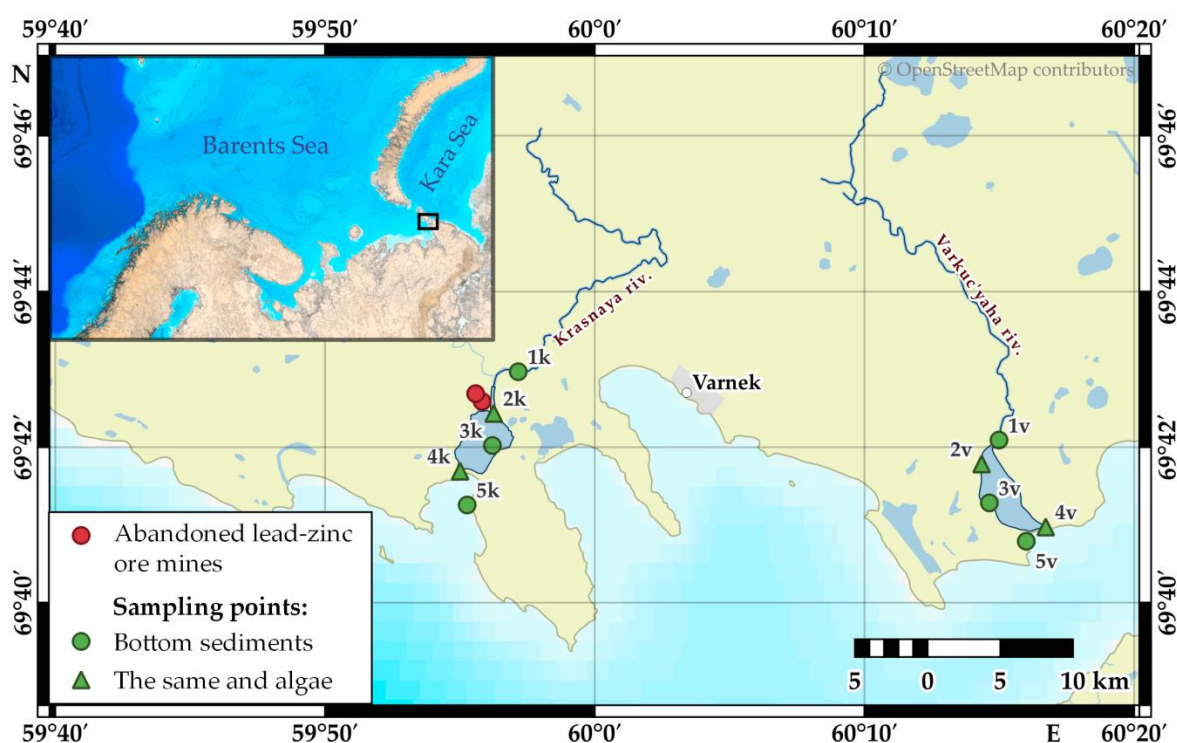 59°40′ 59°50′ 60°0′ 60°10′ 60°20′
N
© OpenStreetMap contributors
69°46′ 69°46′
Barents Sea
Kara Sea
69°44′ 69°44′
Krasnaya riv.
Varkuc'yaha riv.
1k
Varnek
2k
3k
69°42′ 69°42′
1v
2v
4k
5k
3v
4v
5v
Abandoned lead-zinc
ore mines
Sampling points:
Bottom sediments
The same and algae
69°40′ 69°40′
5 0 5 10 km
59°40′ 59°50′ 60°0′ 60°10′ E 60°20′